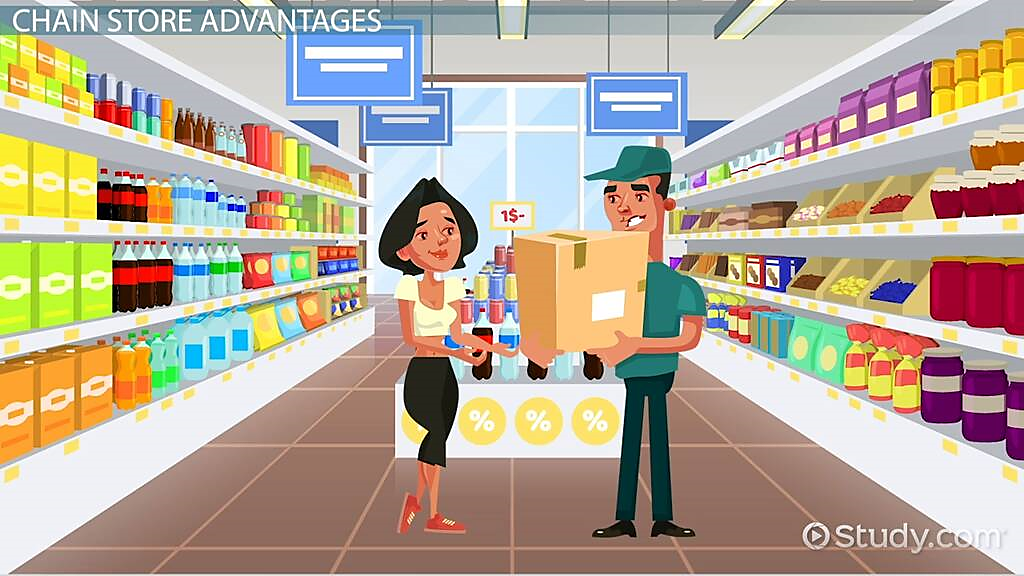 CHAIN STORE ADVANTAGES
1$-
% % %
Study.com